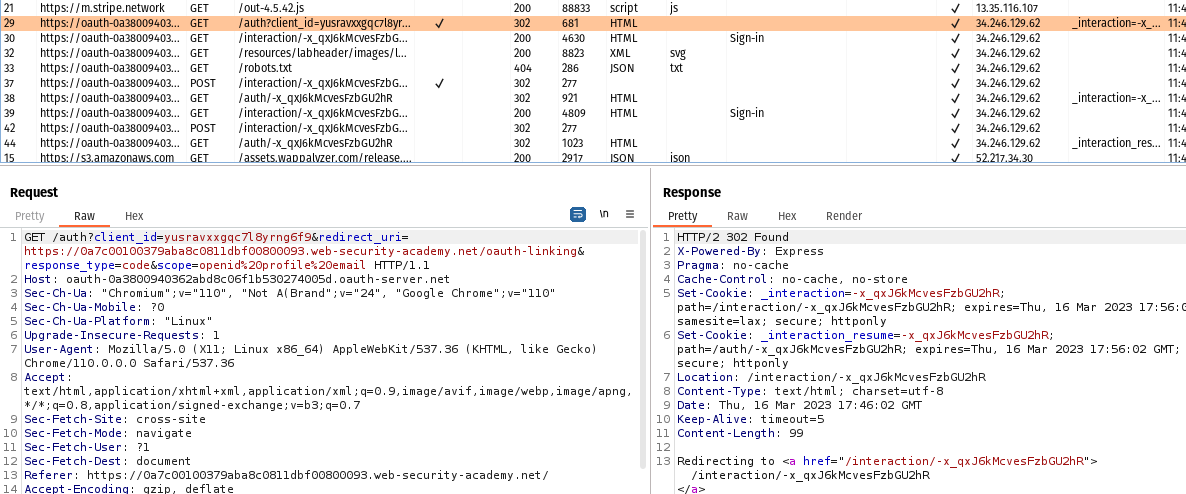 21 https://m.stripe.network GET /out-4.5.42.js 200 88833 script js ✓ 13.35.116.107 11:4
29 https://oauth-0a38009403... GET /auth?client_id=yusravxxgqc7l8yr... ✓ 302 681 HTML ✓ 34.246.129.62 _interaction=-x_... 11:4
30 https://oauth-0a38009403... GET /interaction/-x_qxJ6kMcvesFzbG... 200 4630 HTML Sign-in ✓ 34.246.129.62 11:4
32 https://oauth-0a38009403... GET /resources/labheader/images/l... 200 8823 XML svg ✓ 34.246.129.62 11:4
33 https://oauth-0a38009403... GET /robots.txt 404 286 JSON txt ✓ 34.246.129.62 11:4
37 https://oauth-0a38009403... POST /interaction/-x_qxJ6kMcvesFzbG... ✓ 302 277 ✓ 34.246.129.62 11:4
38 https://oauth-0a38009403... GET /auth/-x_qxJ6kMcvesFzbGU2hR 302 921 HTML ✓ 34.246.129.62 _interaction=-x_... 11:4
39 https://oauth-0a38009403... GET /interaction/-x_qxJ6kMcvesFzbG... 200 4809 HTML Sign-in ✓ 34.246.129.62 11:4
42 https://oauth-0a38009403... POST /interaction/-x_qxJ6kMcvesFzbG... 302 277 ✓ 34.246.129.62 11:4
44 https://oauth-0a38009403... GET /auth/-x_qxJ6kMcvesFzbGU2hR 302 1023 HTML ✓ 34.246.129.62 _interaction_res... 11:4
15 https://s3.amazonaws.com GET /assets.wappalyzer.com/release.... 200 2917 JSON json ✓ 52.217.34.30 11:4
Request
Pretty Raw Hex \n
1 GET /auth?client_id=yusravxxgqc7l8yrng6f9&redirect_uri=
https://0a7c00100379aba8c0811dbf00800093.web-security-academy.net/oauth-linking&
response_type=code&scope=openid%20profile%20email HTTP/1.1
2 Host: oauth-0a3800940362abd8c06f1b530274005d.oauth-server.net
3 Sec-Ch-Ua: "Chromium";v="110", "Not A(Brand";v="24", "Google Chrome";v="110"
4 Sec-Ch-Ua-Mobile: ?0
5 Sec-Ch-Ua-Platform: "Linux"
6 Upgrade-Insecure-Requests: 1
7 User-Agent: Mozilla/5.0 (X11; Linux x86_64) AppleWebKit/537.36 (KHTML, like Gecko)
Chrome/110.0.0.0 Safari/537.36
8 Accept:
text/html,application/xhtml+xml,application/xml;q=0.9,image/avif,image/webp,image/apng,
*/*;q=0.8,application/signed-exchange;v=b3;q=0.7
9 Sec-Fetch-Site: cross-site
10 Sec-Fetch-Mode: navigate
11 Sec-Fetch-User: ?1
12 Sec-Fetch-Dest: document
13 Referer: https://0a7c00100379aba8c0811dbf00800093.web-security-academy.net/
14 Accept-Encoding: gzip, deflate
Response
Pretty Raw Hex Render
1 HTTP/2 302 Found
2 X-Powered-By: Express
3 Pragma: no-cache
4 Cache-Control: no-cache, no-store
5 Set-Cookie: _interaction=-x_qxJ6kMcvesFzbGU2hR;
path=/interaction/-x_qxJ6kMcvesFzbGU2hR; expires=Thu, 16 Mar 2023 17:56:0
samesite=lax; secure; httponly
6 Set-Cookie: _interaction_resume=-x_qxJ6kMcvesFzbGU2hR;
path=/auth/-x_qxJ6kMcvesFzbGU2hR; expires=Thu, 16 Mar 2023 17:56:02 GMT;
secure; httponly
7 Location: /interaction/-x_qxJ6kMcvesFzbGU2hR
8 Content-Type: text/html; charset=utf-8
9 Date: Thu, 16 Mar 2023 17:46:02 GMT
10 Keep-Alive: timeout=5
11 Content-Length: 99
12
13 Redirecting to <a href="/interaction/-x_qxJ6kMcvesFzbGU2hR">
/interaction/-x_qxJ6kMcvesFzbGU2hR
</a>